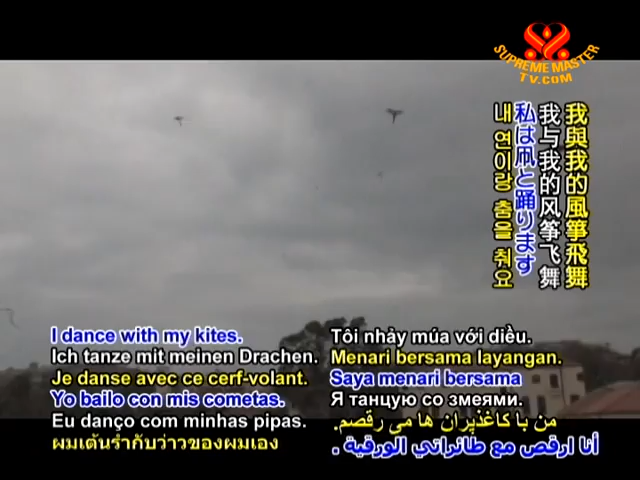 SUPREME MASTER
TV.COM
我與我的風箏飛舞
我与我的风筝飞舞
私は凧と踊ります
내 연이랑 춤을 춰요
I dance with my kites.
Ich tanze mit meinen Drachen.
Je danse avec ce cerf-volant.
Yo bailo con mis cometas.
Eu danço com minhas pipas.
ผมเต้นรำกับว่าวของผมเอง
Tôi nhảy múa với diều.
Menari bersama layangan.
Saya menari bersama
Я танцую со змеями.
من با کاغذپران ها می رقصم.
أنا ارقص مع طائراتي الورقية .